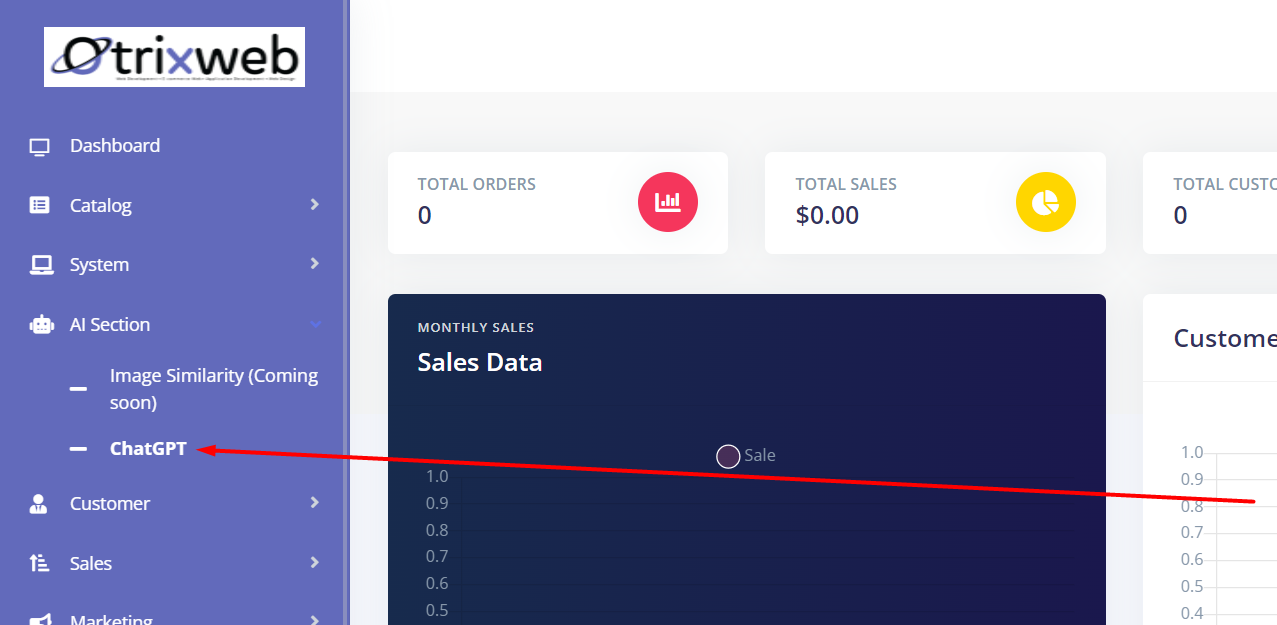 Otrixweb
Dashboard
Catalog
System
AI Section
Image Similarity (Coming
soon)
ChatGPT
Customer
Sales
Marketing
TOTAL ORDERS
0
TOTAL SALES
$0.00
TOTAL CUSTO
0
MONTHLY SALES
Sales Data
Sale
1.0
0.9
0.8
0.7
0.6
0.5
Custome
1.0
0.9
0.8
0.7
0.6
0.5
0.4